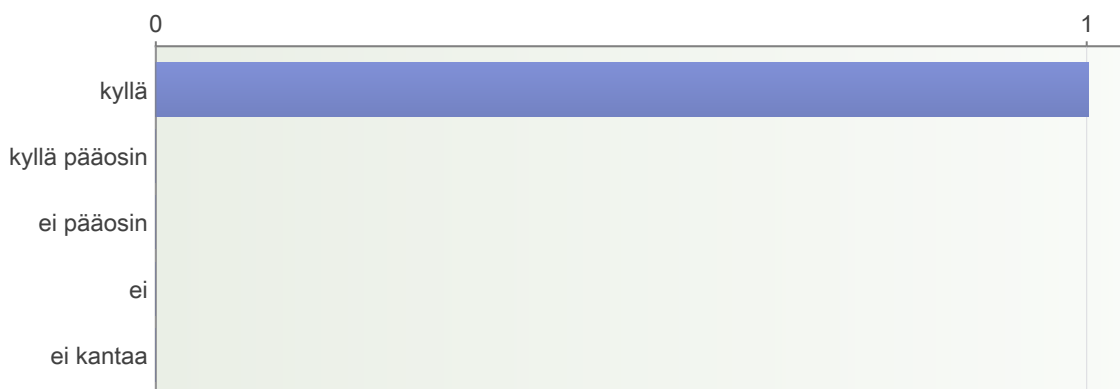 0 1
kyllä
kyllä pääosin
ei pääosin
ei
ei kantaa